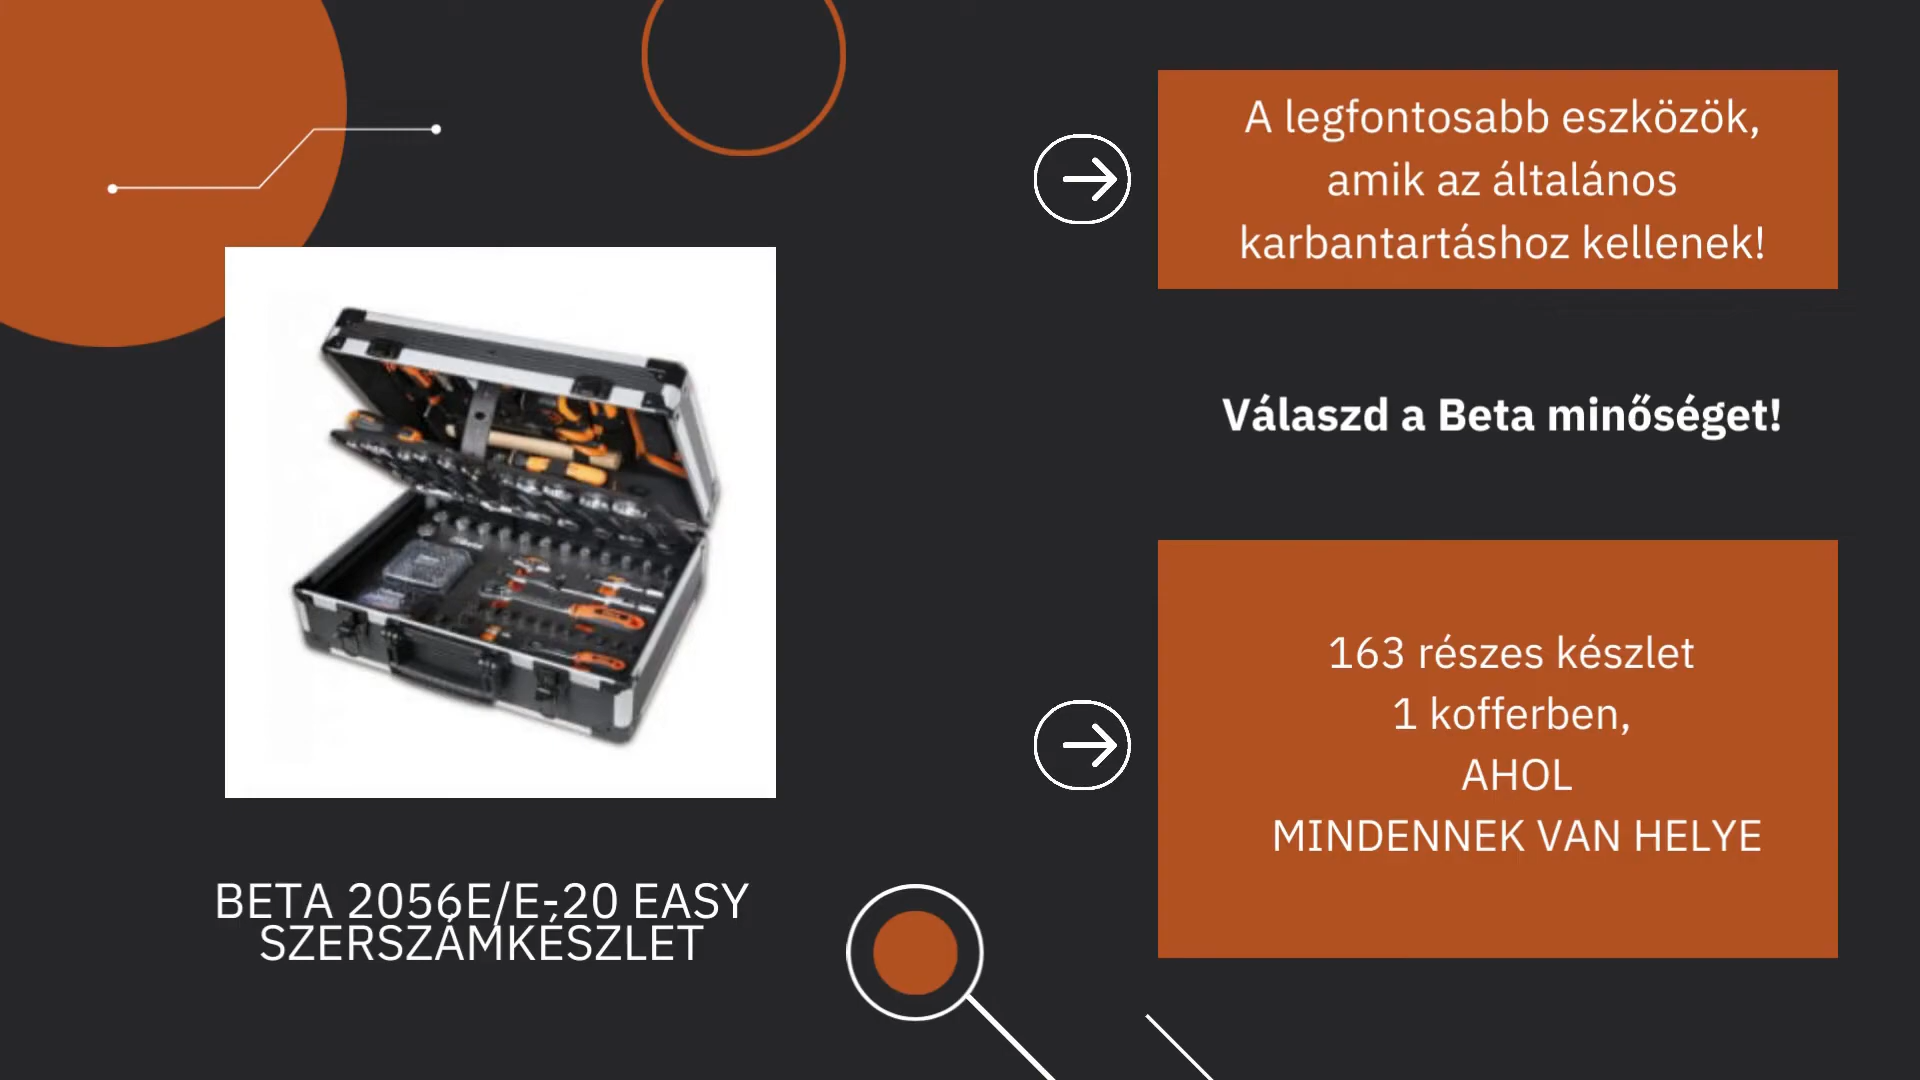 A legfontosabb eszközök,
amik az általános
karbantartáshoz kellenek!
Válaszd a Beta minőséget!
163 részes készlet
1 kofferben,
AHOL
MINDENNEK VAN HELYE
BETA 2056E/E-20 EASY
SZERSZÁMKÉSZLET